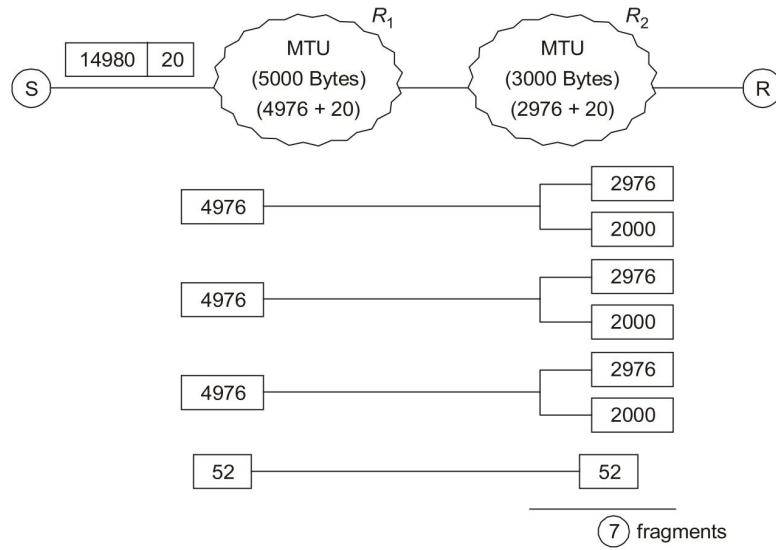 R1
R2
14980 20
MTU
(5000 Bytes)
(4976 + 20)
MTU
(3000 Bytes)
(2976 + 20)
S
R
4976
2976
2000
4976
2976
2000
4976
2976
2000
52
52
7 fragments